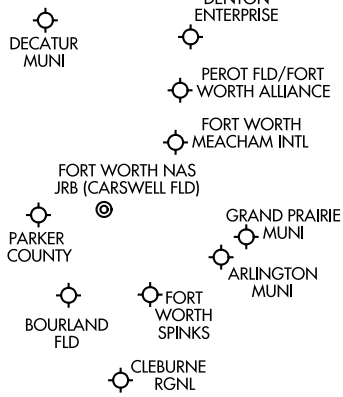 DENTON
ENTERPRISE
DECATUR
MUNI
PEROT FLD/FORT
WORTH ALLIANCE
FORT WORTH
MEACHAM INTL
FORT WORTH NAS
JRB (CARSWELL FLD)
GRAND PRAIRIE
MUNI
PARKER
COUNTY
ARLINGTON
MUNI
FORT
WORTH
SPINKS
BOURLAND
FLD
CLEBURNE
RGNL